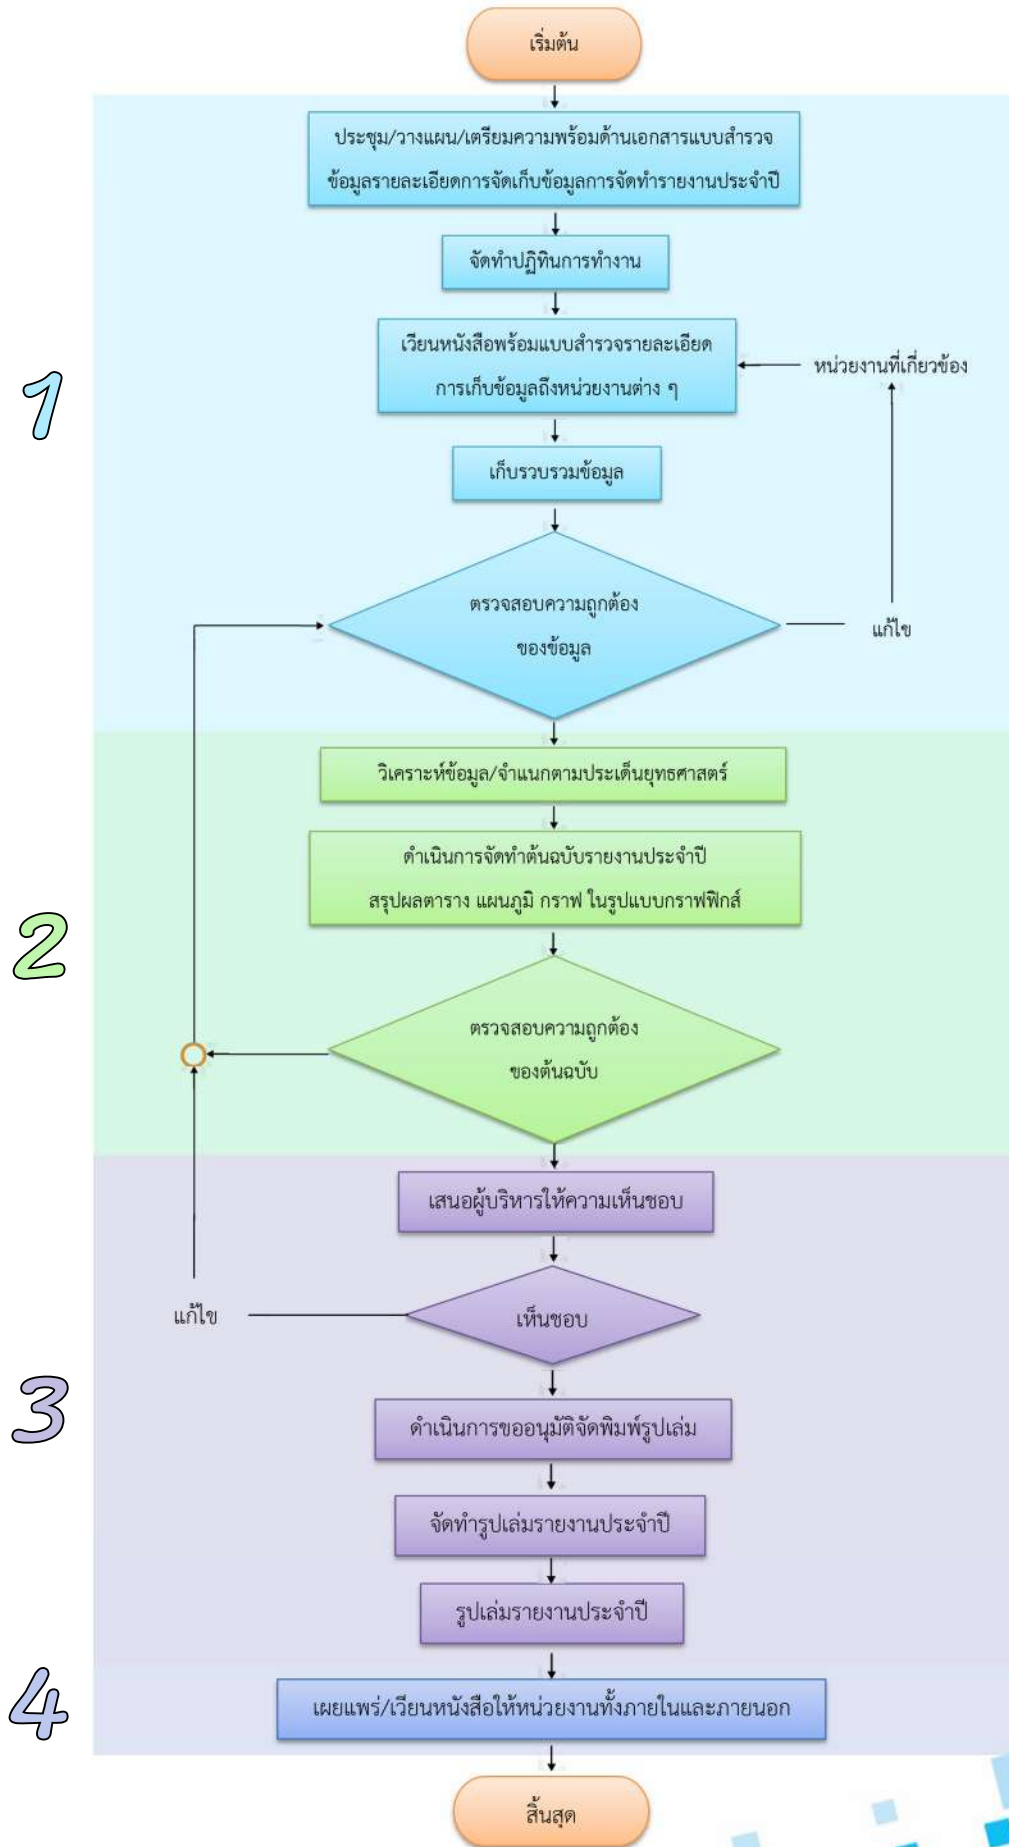 เริ่มต้น
ประชุม/วางแผน/เตรียมความพร้อมด้านเอกสารแบบสำรวจ
ข้อมูลรายละเอียดการจัดเก็บข้อมูลการจัดทำรายงานประจำปี
จัดทำปฏิทินการทำงาน
เวียนหนังสือพร้อมแบบสำรวจรายละเอียด
การเก็บข้อมูลถึงหน่วยงานต่าง ๆ
หน่วยงานที่เกี่ยวข้อง
1
เก็บรวบรวมข้อมูล
ตรวจสอบความถูกต้อง
ของข้อมูล
แก้ไข
วิเคราะห์ข้อมูล/จำแนกตามประเด็นยุทธศาสตร์
ดำเนินการจัดทำต้นฉบับรายงานประจำปี
สรุปผลตาราง แผนภูมิ กราฟ ในรูปแบบกราฟฟิกส์
2
ตรวจสอบความถูกต้อง
ของต้นฉบับ
เสนอผู้บริหารให้ความเห็นชอบ
แก้ไข
เห็นชอบ
3
ดำเนินการขออนุมัติจัดพิมพ์รูปเล่ม
จัดทำรูปเล่มรายงานประจำปี
รูปเล่มรายงานประจำปี
4
เผยแพร่/เวียนหนังสือให้หน่วยงานทั้งภายในและภายนอก
สิ้นสุด